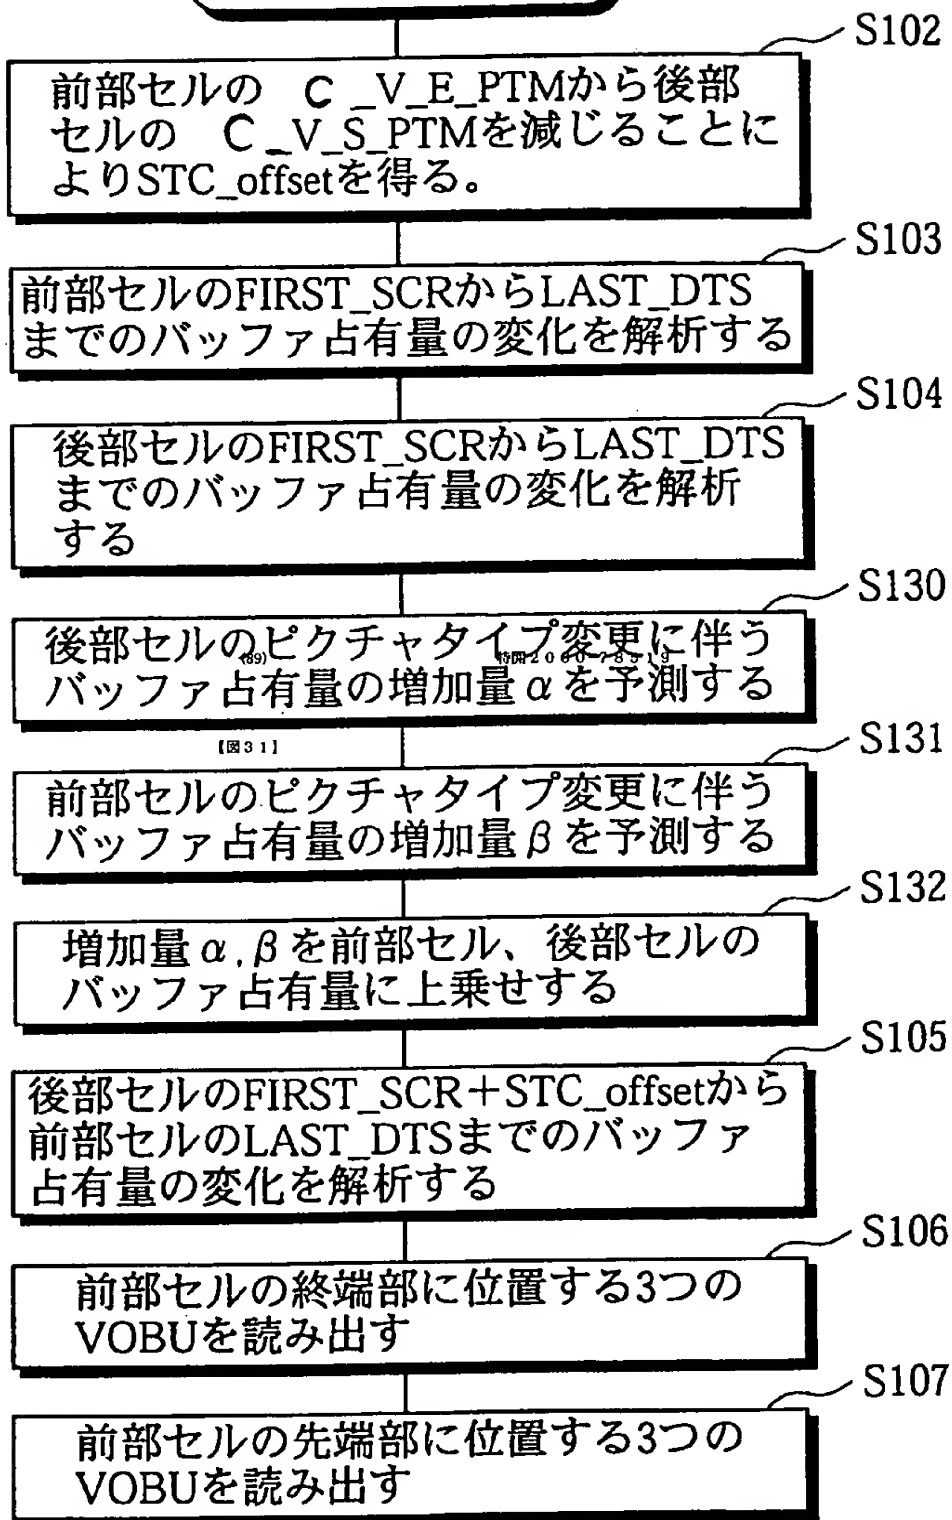 S102
前部セルの C_V_E_PTMから後部
セルの C_V_S_PTMを減じることに
よりSTC_offsetを得る。
S103
前部セルのFIRST_SCRからLAST_DTS
までのバッファ占有量の変化を解析する
S104
後部セルのFIRST_SCRからLAST_DTS
までのバッファ占有量の変化を解析
する
S130
後部セルのピクチャタイプ変更に伴う
(89) 特開2000-78519
バッファ占有量の増加量αを予測する
【図31】
S131
前部セルのピクチャタイプ変更に伴う
バッファ占有量の増加量βを予測する
S132
増加量α,βを前部セル、後部セルの
バッファ占有量に上乗せする
S105
後部セルのFIRST_SCR+STC_offsetから
前部セルのLAST_DTSまでのバッファ
占有量の変化を解析する
S106
前部セルの終端部に位置する3つの
VOBUを読み出す
S107
前部セルの先端部に位置する3つの
VOBUを読み出す